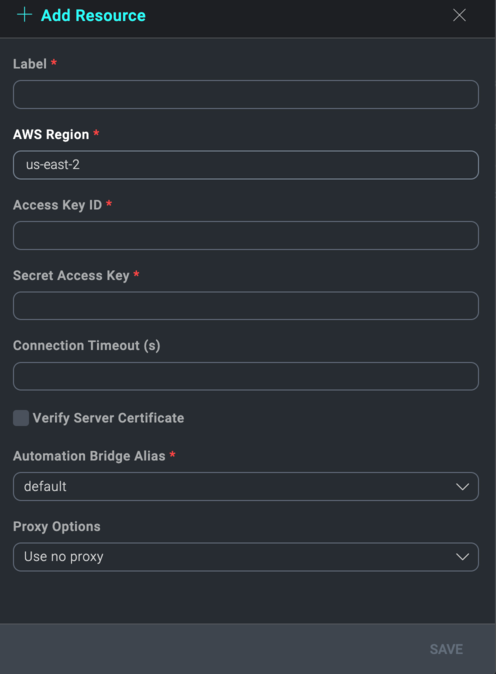 + Add Resource
Label *
AWS Region *
us-east-2
Access Key ID *
Secret Access Key *
Connection Timeout (s)
Verify Server Certificate
Automation Bridge Alias *
default
Proxy Options
Use no proxy
SAVE